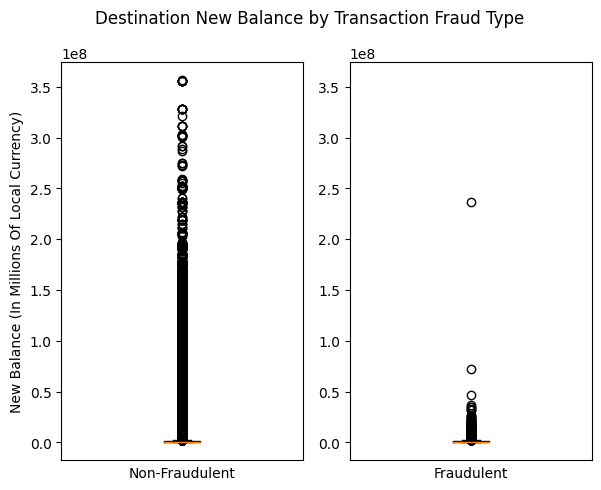 Destination New Balance by Transaction Fraud Type
1e8
3.5
3.0
2.5
2.0
1.5
1.0
0.5
0.0
New Balance (In Millions Of Local Currency)
Non-Fraudulent
1e8
3.5
3.0
2.5
2.0
1.5
1.0
0.5
0.0
Fraudulent